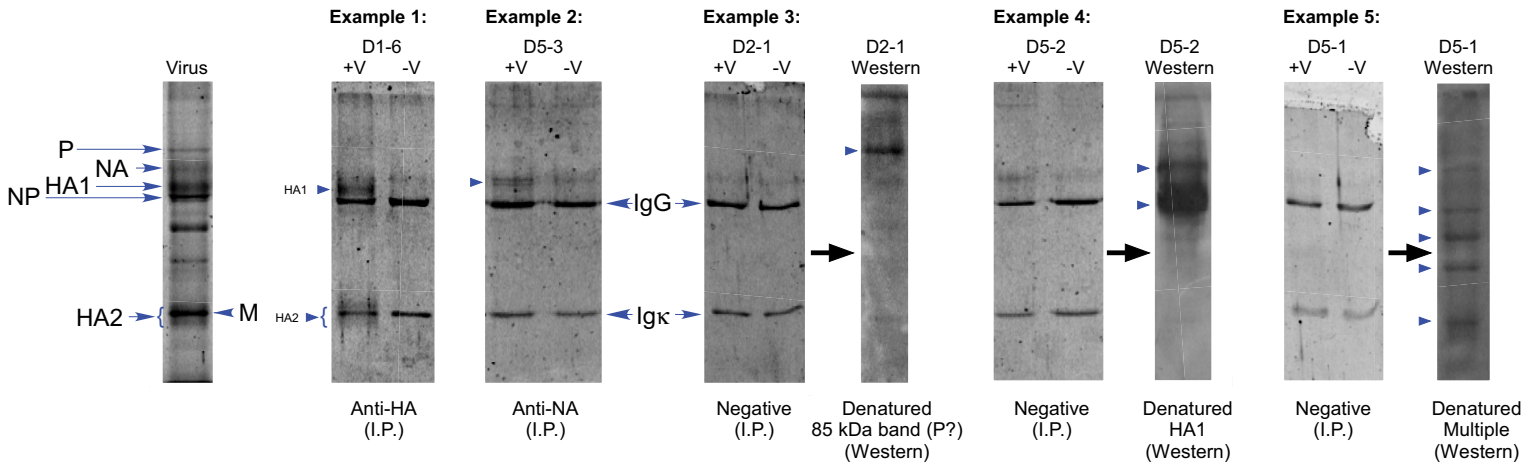 Example 1:
Example 2:
Example 3:
Example 4:
Example 5:
D1-6
D5-3
D2-1
D2-1
D5-2
D5-2
D5-1
D5-1
Virus
+V -V
+V -V
+V -V
Western
+V -V
Western
+V -V
Western
P
NA
HA1
NP
HA1
IgG
HA2
M
HA2
Igκ
Anti-HA
(I.P.)
Anti-NA
(I.P.)
Negative
(I.P.)
Denatured
85 kDa band (P?)
(Western)
Negative
(I.P.)
Denatured
HA1
(Western)
Negative
(I.P.)
Denatured
Multiple
(Western)